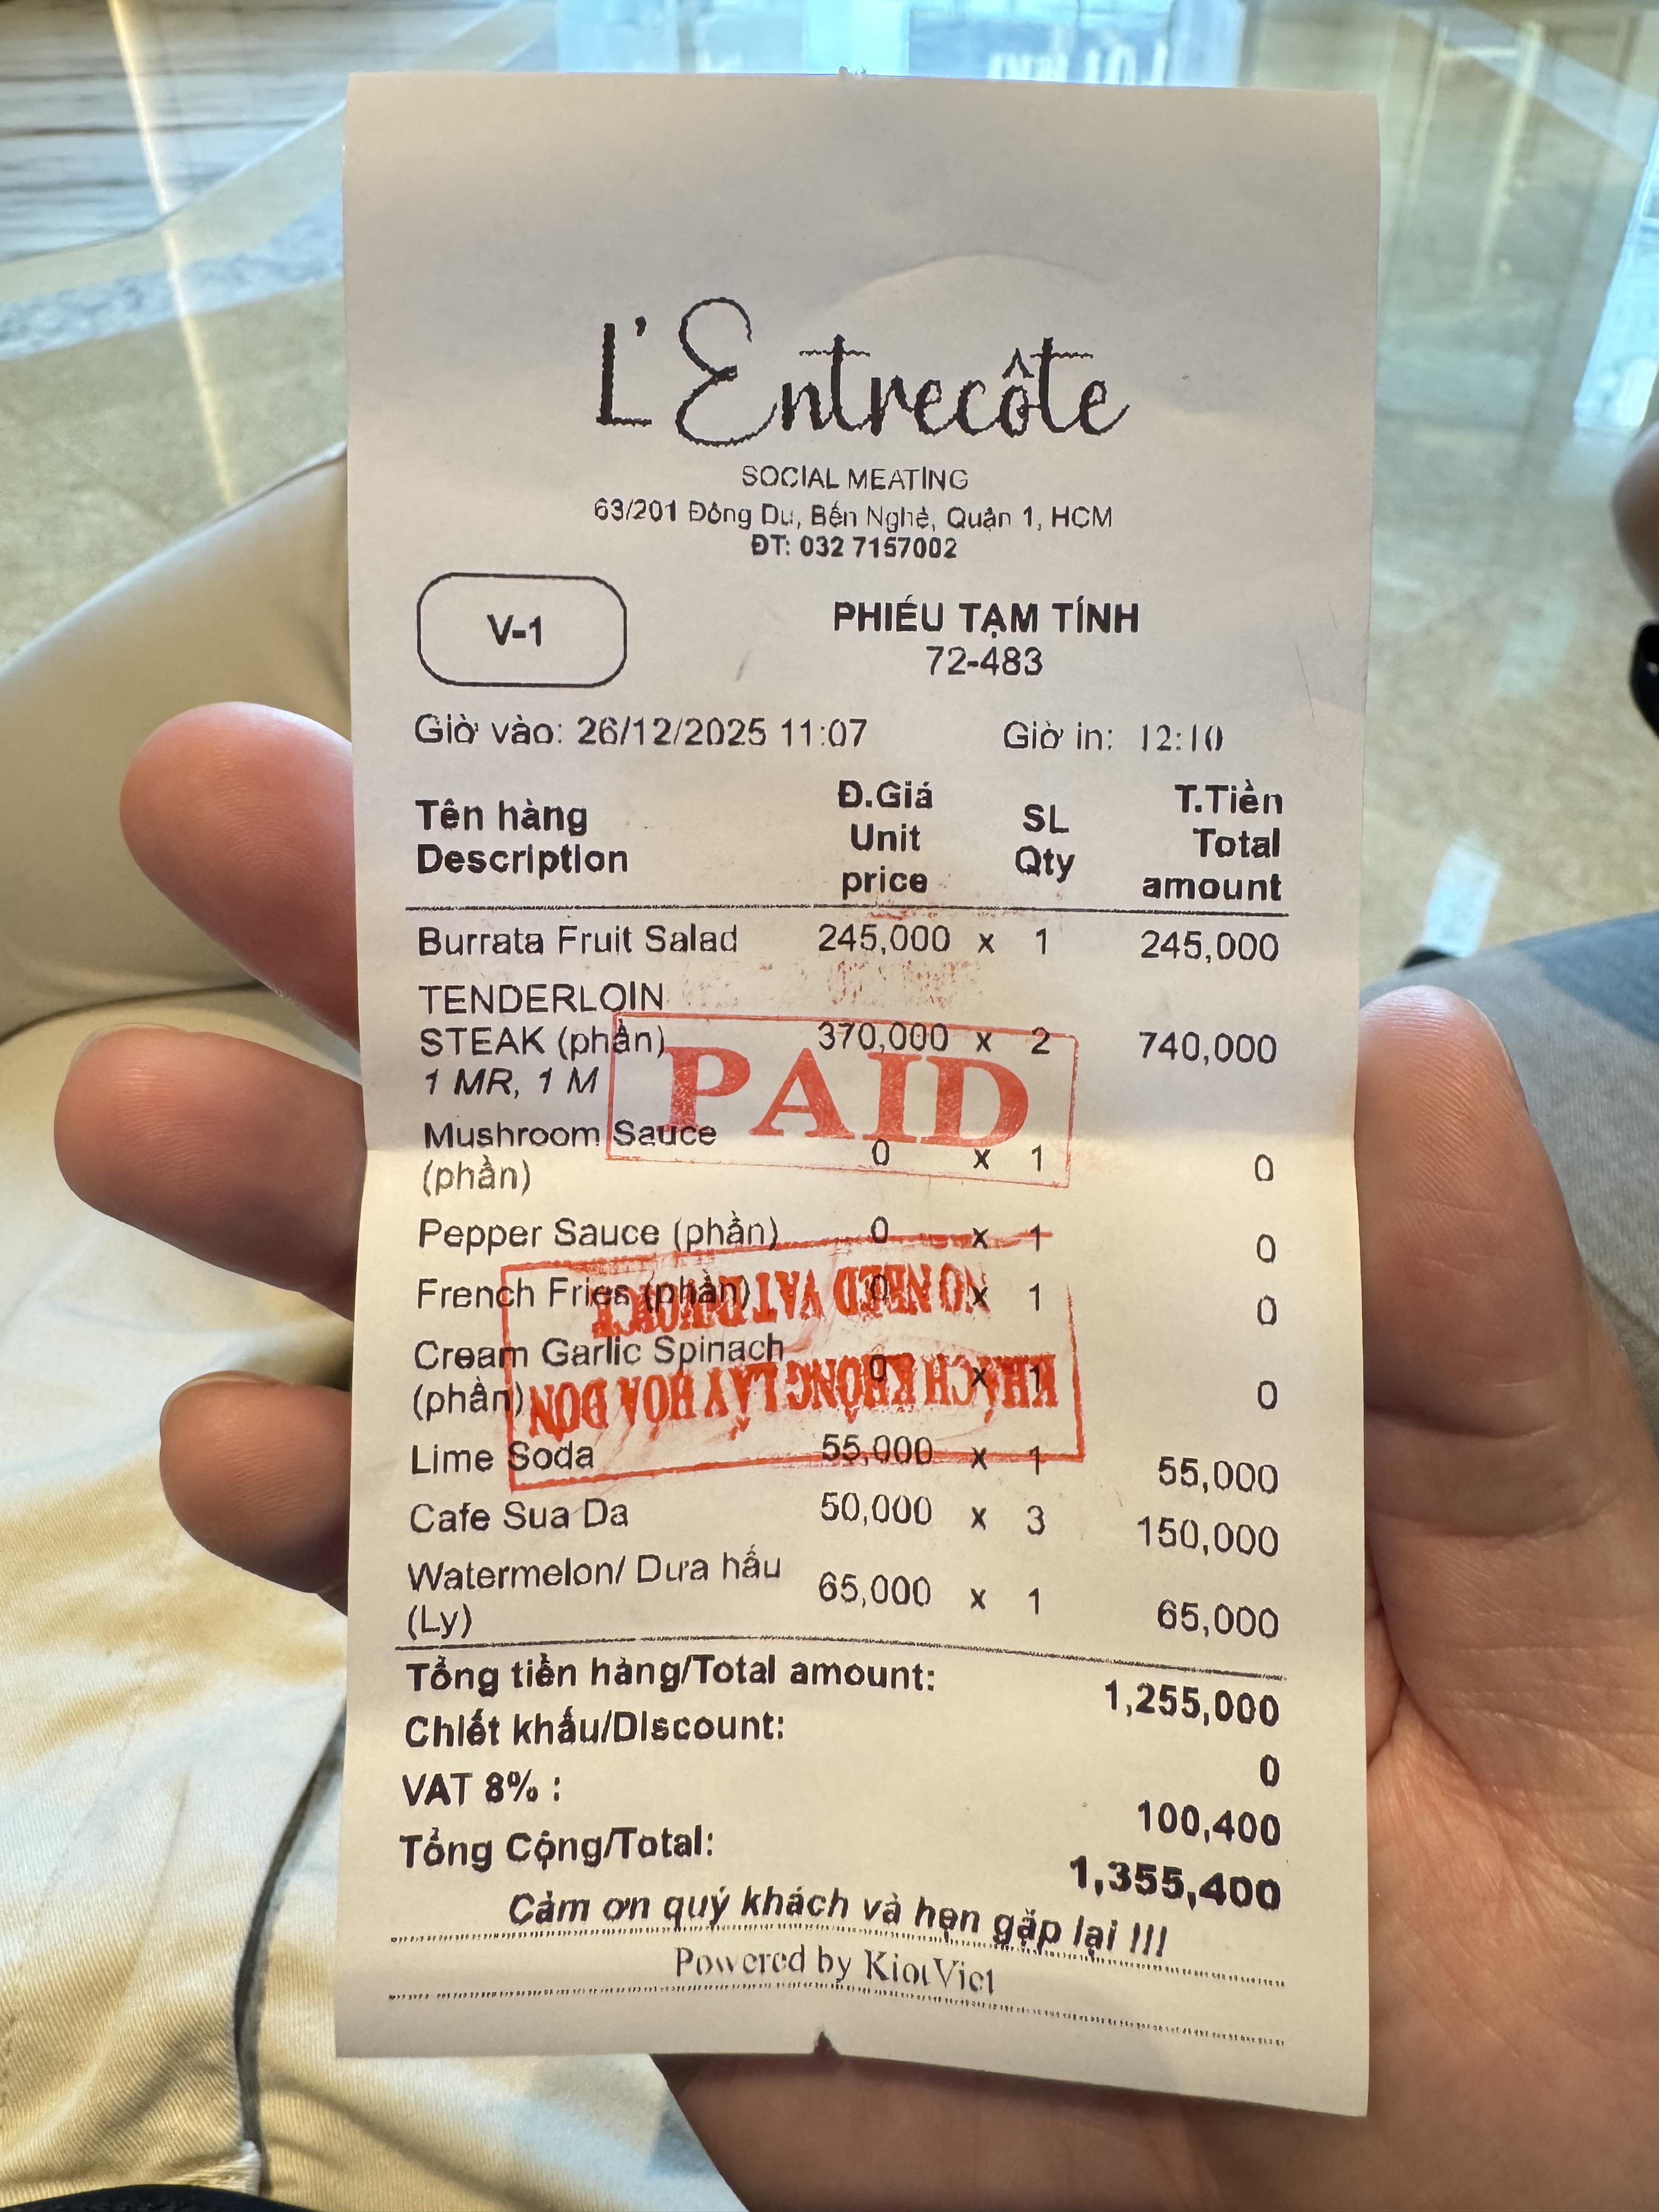 L'Entrecôte
SOCIAL MEATING
63/201 Đông Du, Bến Nghé, Quận 1, HCM
ĐT: 032 7157002
V-1
PHIẾU TẠM TÍNH
72-483
Giờ vào: 26/12/2025 11:07 Giờ in: 12:10
Tên hàng Description Đ.Giá Unit price SL Qty T.Tiền Total amount
Burrata Fruit Salad 245,000 x 1 245,000
TENDERLOIN
STEAK (phần) 370,000 x 2 740,000
1 MR, 1 M
PAID
Mushroom Sauce
(phần) 0 x 1 0
Pepper Sauce (phần) 0 x 1 0
French Fries (phần) 0 x 1 0
NO NEED VAT INVOICE
Cream Garlic Spinach
(phần) 0 x 1 0
KHÁCH KHÔNG LẤY HÓA ĐƠN
Lime Soda 55,000 x 1 55,000
Cafe Sua Da 50,000 x 3 150,000
Watermelon/ Dưa hấu
(Ly) 65,000 x 1 65,000
Tổng tiền hàng/Total amount: 1,255,000
Chiết khấu/Discount: 0
VAT 8% : 100,400
Tổng Cộng/Total: 1,355,400
Cảm ơn quý khách và hẹn gặp lại !!!
Powered by KiotViet